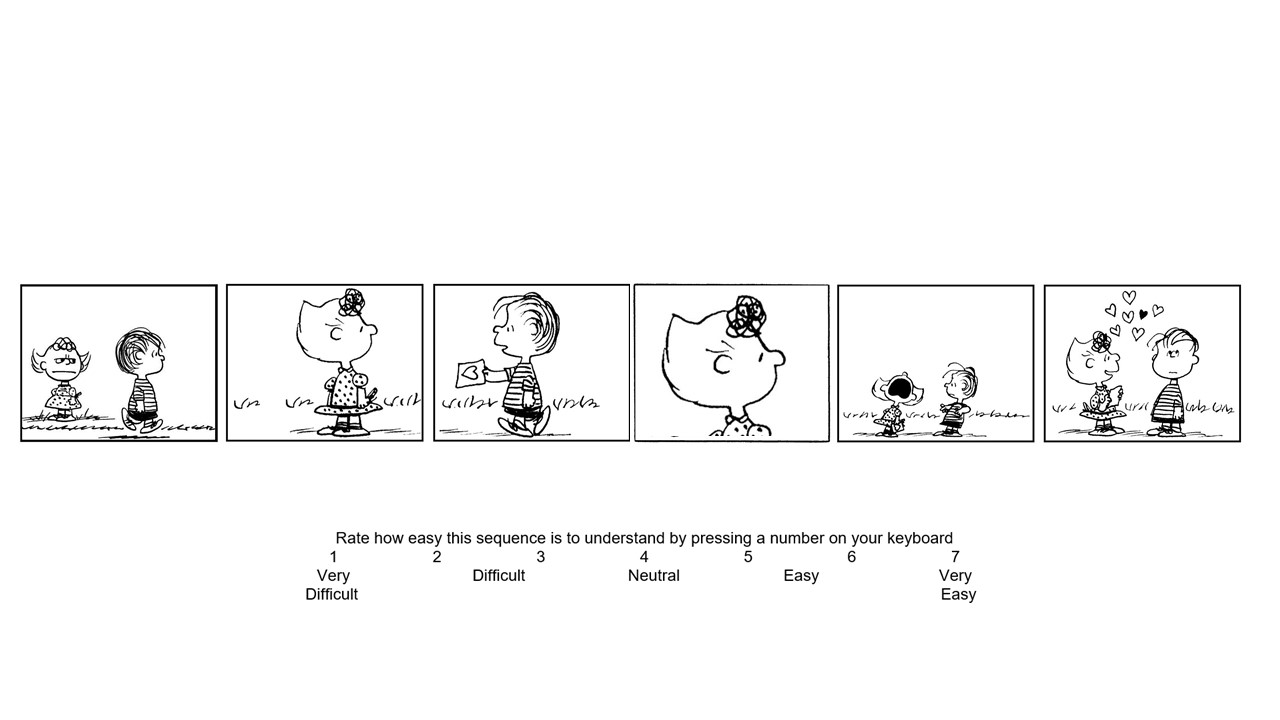 Rate how easy this sequence is to understand by pressing a number on your keyboard
1 2 3 4 5 6 7
Very Difficult Neutral Easy Very
Difficult Easy